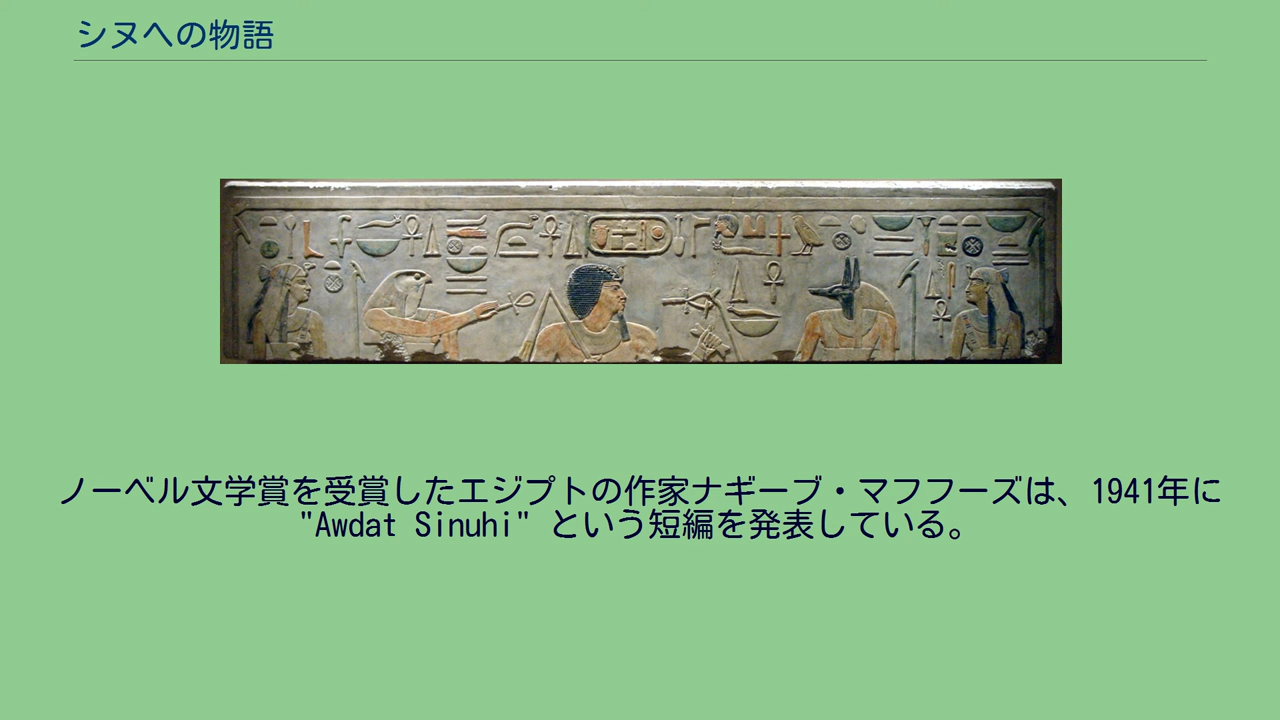 シヌヘの物語
ノーベル文学賞を受賞したエジプトの作家ナギーブ・マフフーズは、1941年に
"Awdat Sinuhi" という短編を発表している。